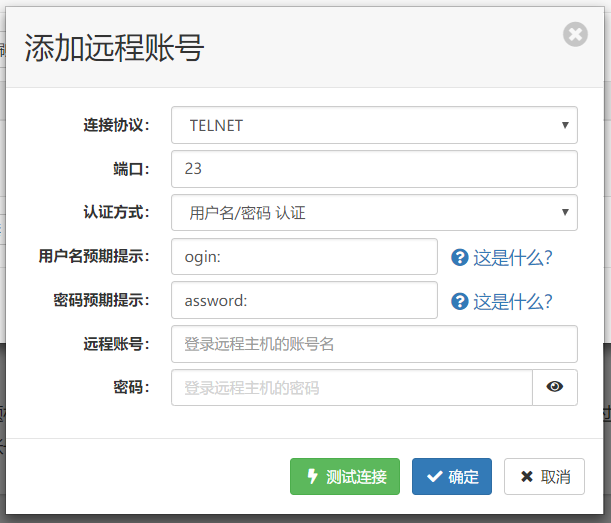 添加远程账号
连接协议： TELNET
端口： 23
认证方式： 用户名/密码 认证
用户名预期提示： ogin: 这是什么？
密码预期提示： assword: 这是什么？
远程账号： 登录远程主机的账号名
密码： 登录远程主机的密码
测试连接 确定 取消